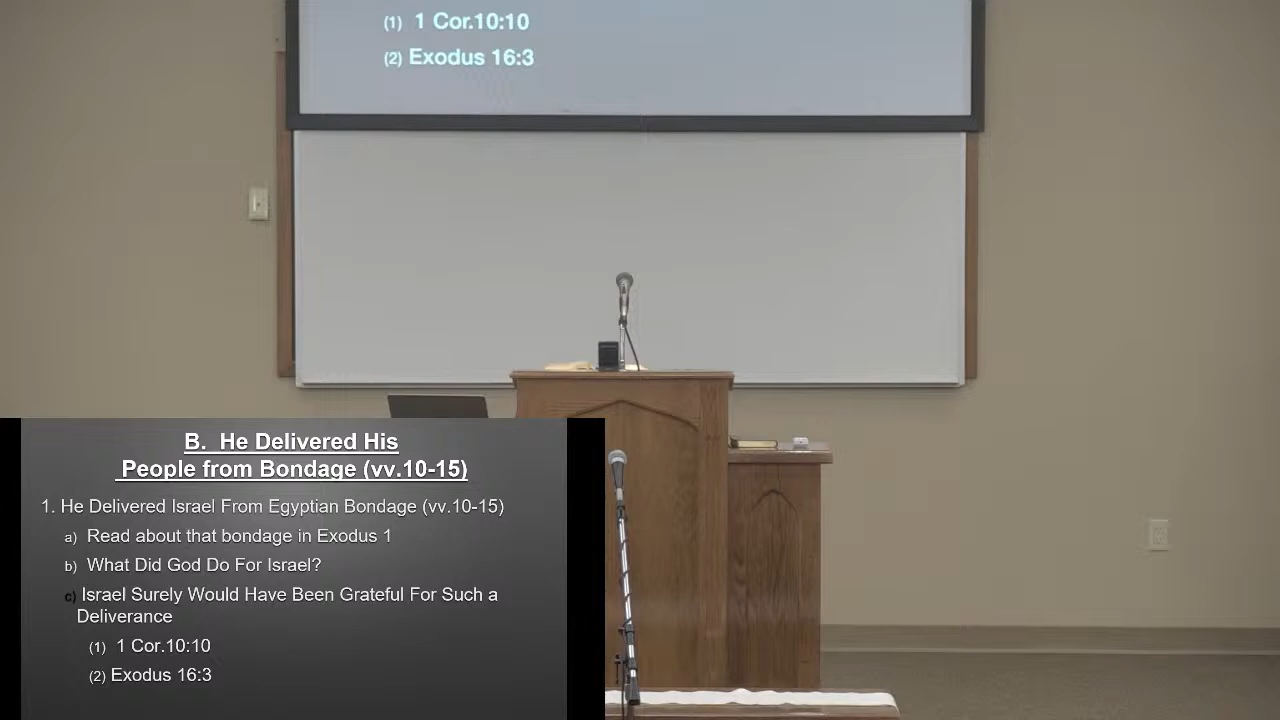 (1) 1 Cor.10:10
(2) Exodus 16:3
B. He Delivered His
People from Bondage (vv.10-15)
1. He Delivered Israel From Egyptian Bondage (vv.10-15)
a) Read about that bondage in Exodus 1
b) What Did God Do For Israel?
c) Israel Surely Would Have Been Grateful For Such a
Deliverance
(1) 1 Cor.10:10
(2) Exodus 16:3